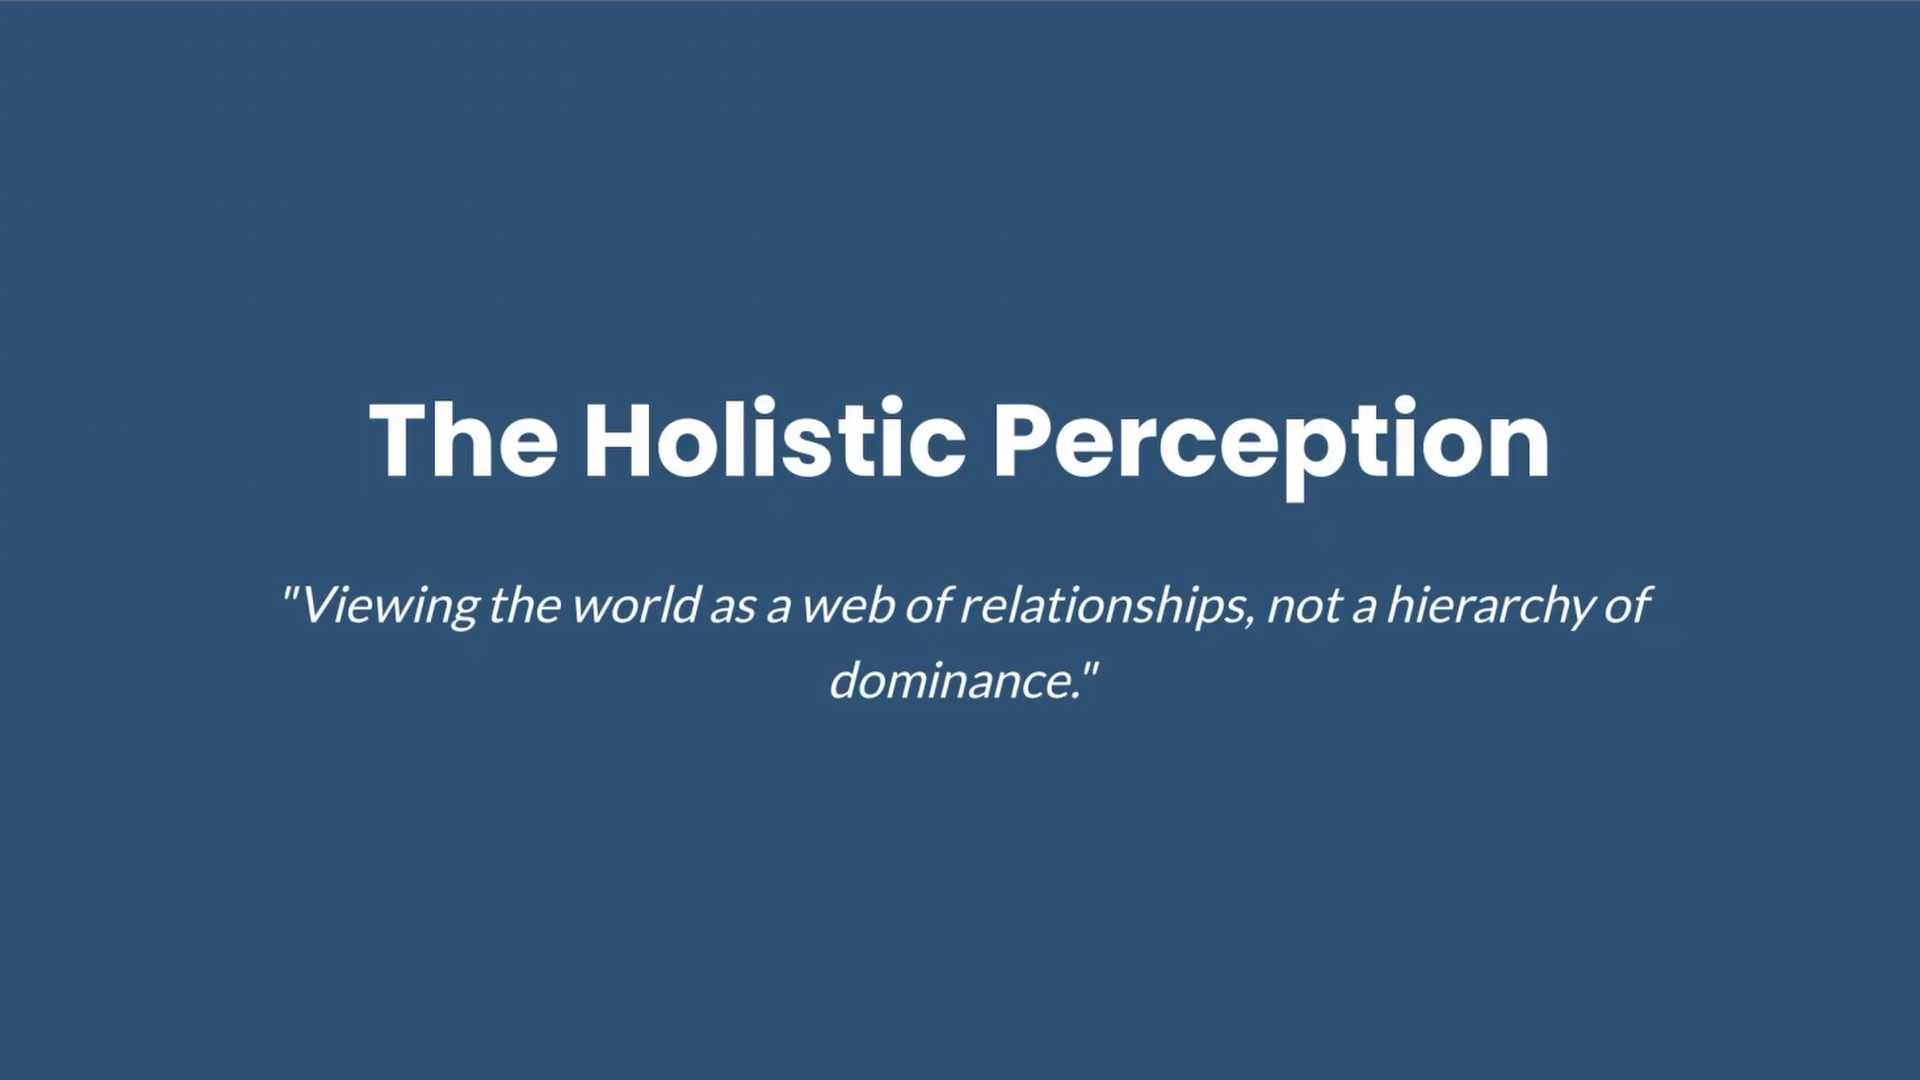 The Holistic Perception
"Viewing the world as a web of relationships, not a hierarchy of
dominance."